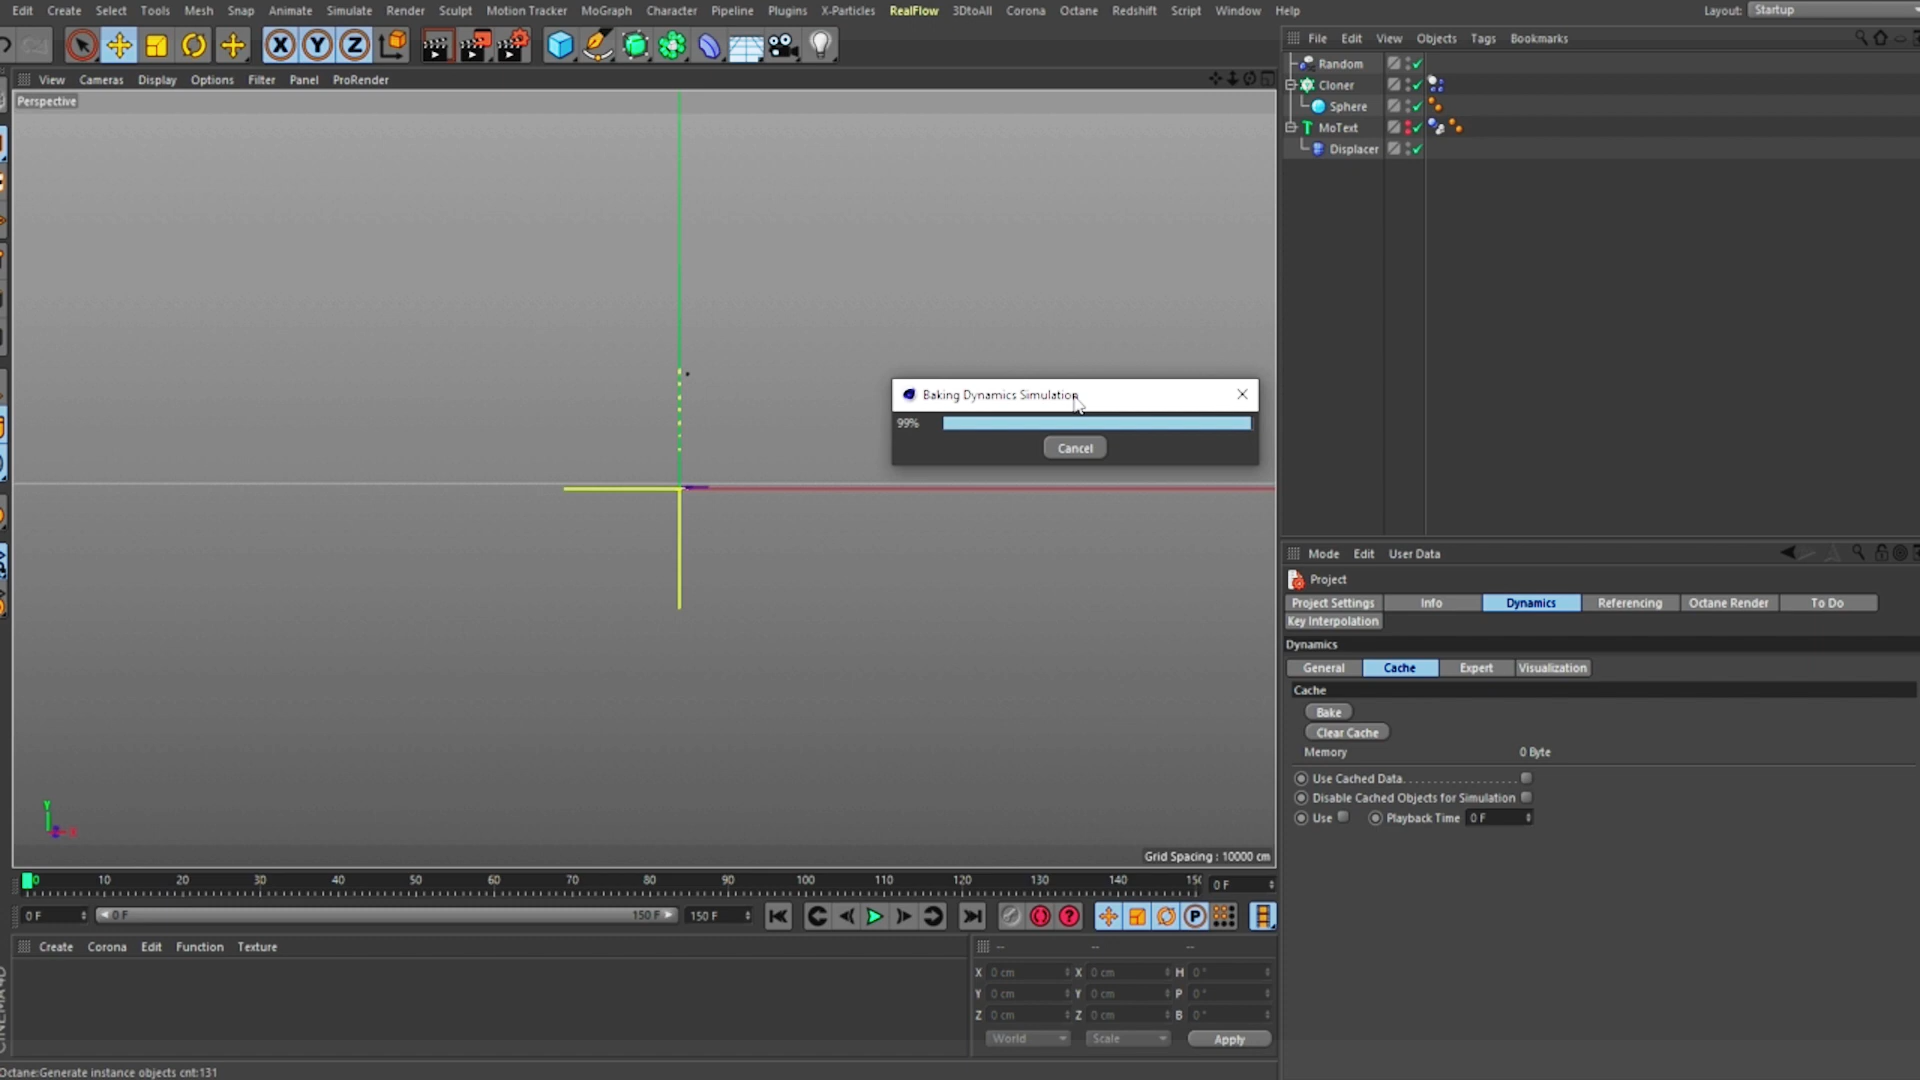 Edit Create Select Tools Mesh Snap Animate Simulate Render Sculpt Motion Tracker MoGraph Character Pipeline Plugins X-Particles RealFlow 3DtoAll Corona Octane Redshift Script Window Help Layout: Startup
File Edit View Objects Tags Bookmarks
View Cameras Display Options Filter Panel ProRender
Perspective
Random
Cloner
Sphere
MoText
Displacer
Baking Dynamics Simulation
99%
Cancel
Mode Edit User Data
Project
Project Settings Info Dynamics Referencing Octane Render To Do
Key Interpolation
Dynamics
General Cache Expert Visualization
Cache
Bake
Clear Cache
Memory 0 Byte
Use Cached Data
Disable Cached Objects for Simulation
Use Playback Time 0 F
Y
Grid Spacing : 10000 cm
0 10 20 30 40 50 60 70 80 90 100 110 120 130 140 0 F
0 F 0 F 150 F 150 F
Create Corona Edit Function Texture
-- -- --
X 0 cm X 0 cm H 0 °
Y 0 cm Y 0 cm P 0 °
Z 0 cm Z 0 cm B 0 °
World Scale Apply
Octane:Generate instance objects cnt:131